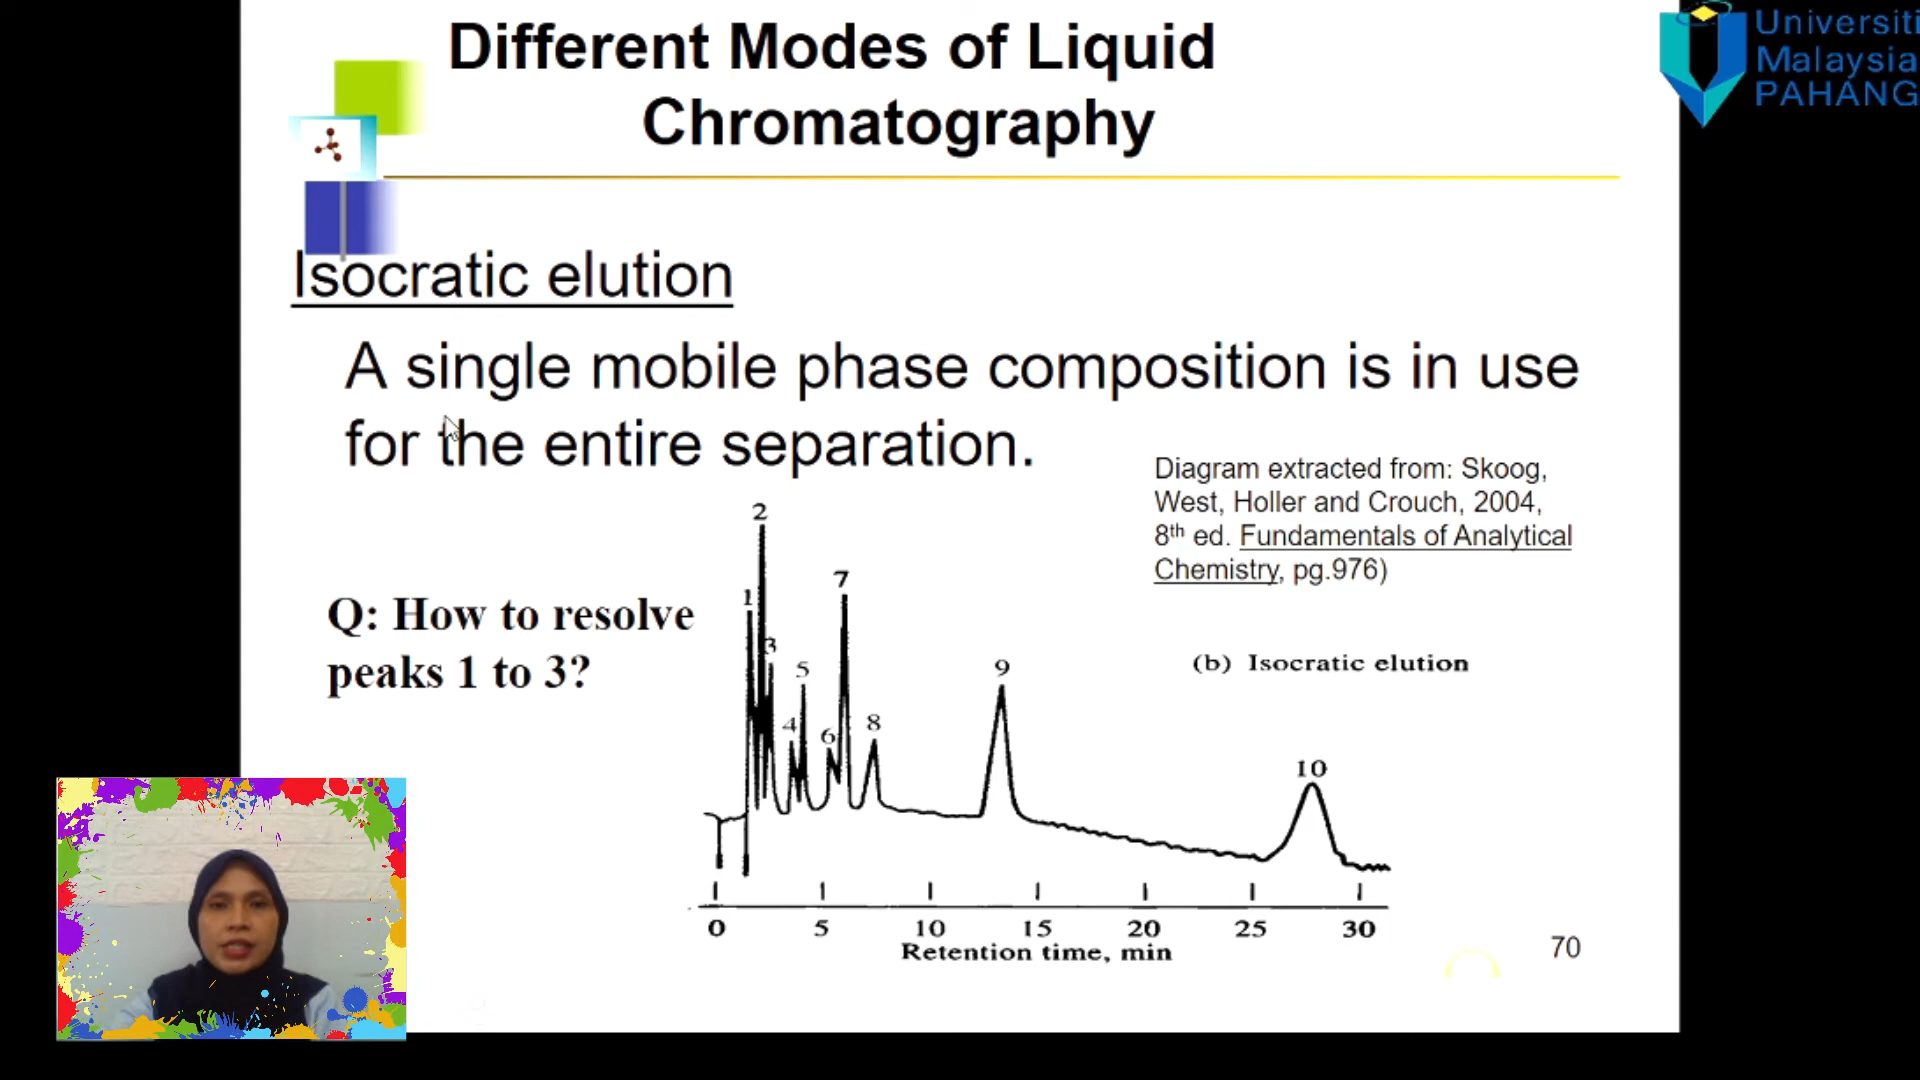 Different Modes of Liquid
Chromatography
Universiti
Malaysia
PAHANG
Isocratic elution
A single mobile phase composition is in use
for the entire separation.
Diagram extracted from: Skoog,
West, Holler and Crouch, 2004,
8th ed. Fundamentals of Analytical
Chemistry, pg.976)
Q: How to resolve
peaks 1 to 3?
(b) Isocratic elution
1
2
3
4
5
6
7
8
9
10
0 5 10 15 20 25 30
Retention time, min
70